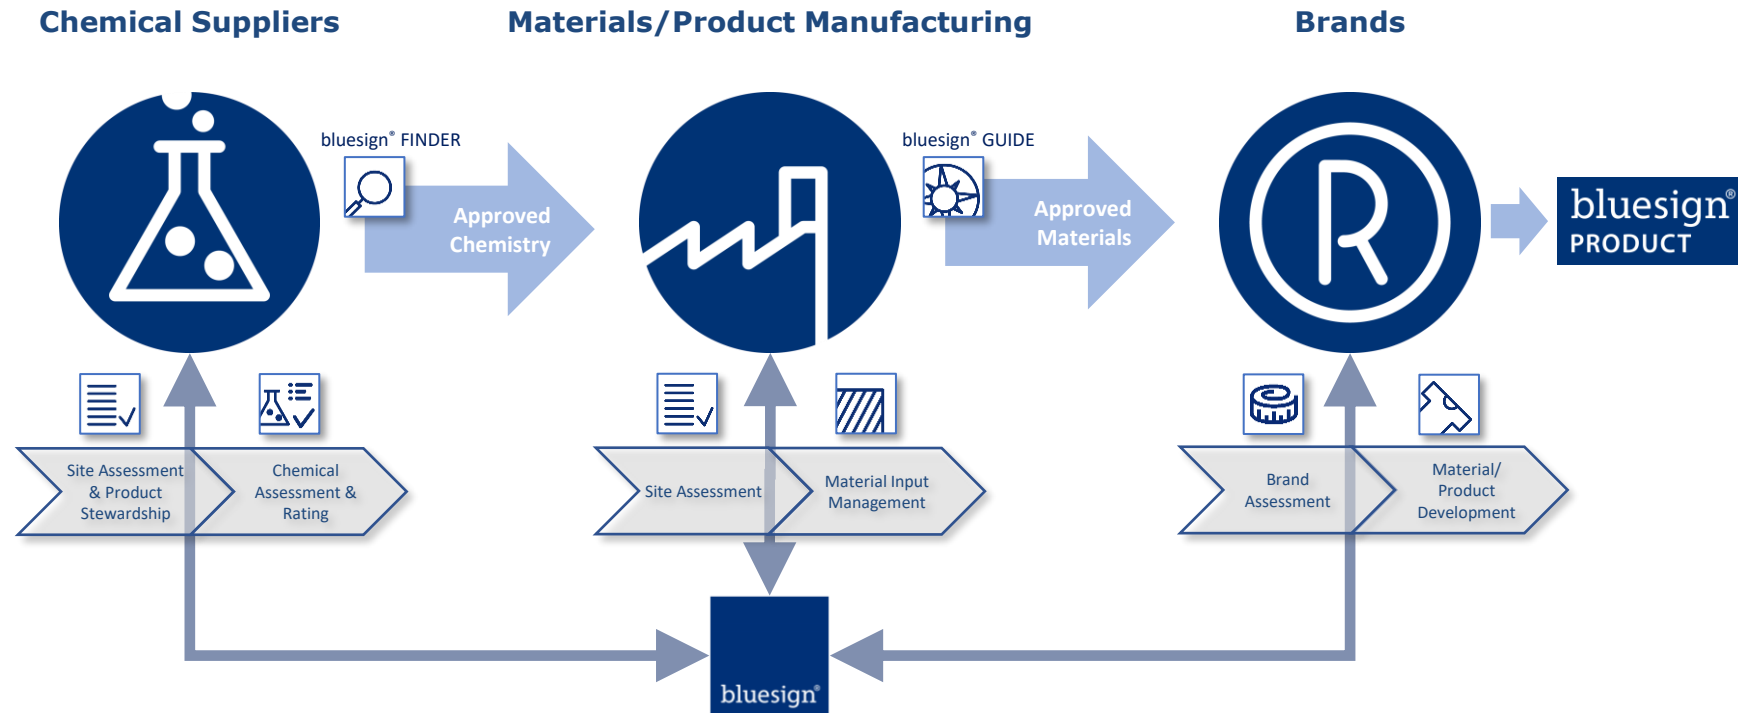 Chemical Suppliers
Materials/Product Manufacturing
Brands
bluesign® FINDER
Approved
Chemistry
bluesign® GUIDE
Approved
Materials
R
bluesign®
PRODUCT
Site Assessment
& Product
Stewardship
Chemical
Assessment &
Rating
Site Assessment
Material Input
Management
Brand
Assessment
Material/
Product
Development
bluesign®